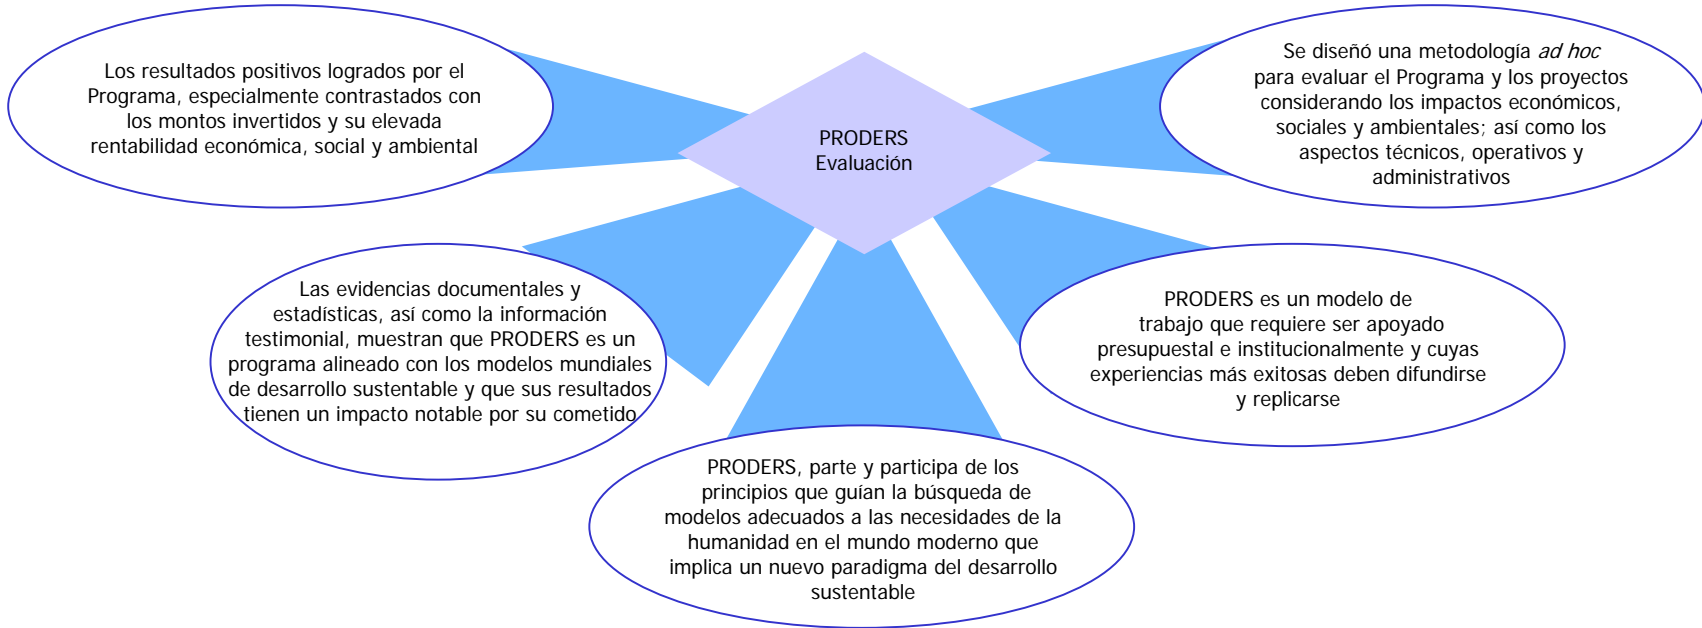 Los resultados positivos logrados por el
Programa, especialmente contrastados con
los montos invertidos y su elevada
rentabilidad económica, social y ambiental
PRODERS
Evaluación
Se diseñó una metodología ad hoc
para evaluar el Programa y los proyectos
considerando los impactos económicos,
sociales y ambientales; así como los
aspectos técnicos, operativos y
administrativos
Las evidencias documentales y
estadísticas, así como la información
testimonial, muestran que PRODERS es un
programa alineado con los modelos mundiales
de desarrollo sustentable y que sus resultados
tienen un impacto notable por su cometido
PRODERS es un modelo de
trabajo que requiere ser apoyado
presupuestal e institucionalmente y cuyas
experiencias más exitosas deben difundirse
y replicarse
PRODERS, parte y participa de los
principios que guían la búsqueda de
modelos adecuados a las necesidades de la
humanidad en el mundo moderno que
implica un nuevo paradigma del desarrollo
sustentable